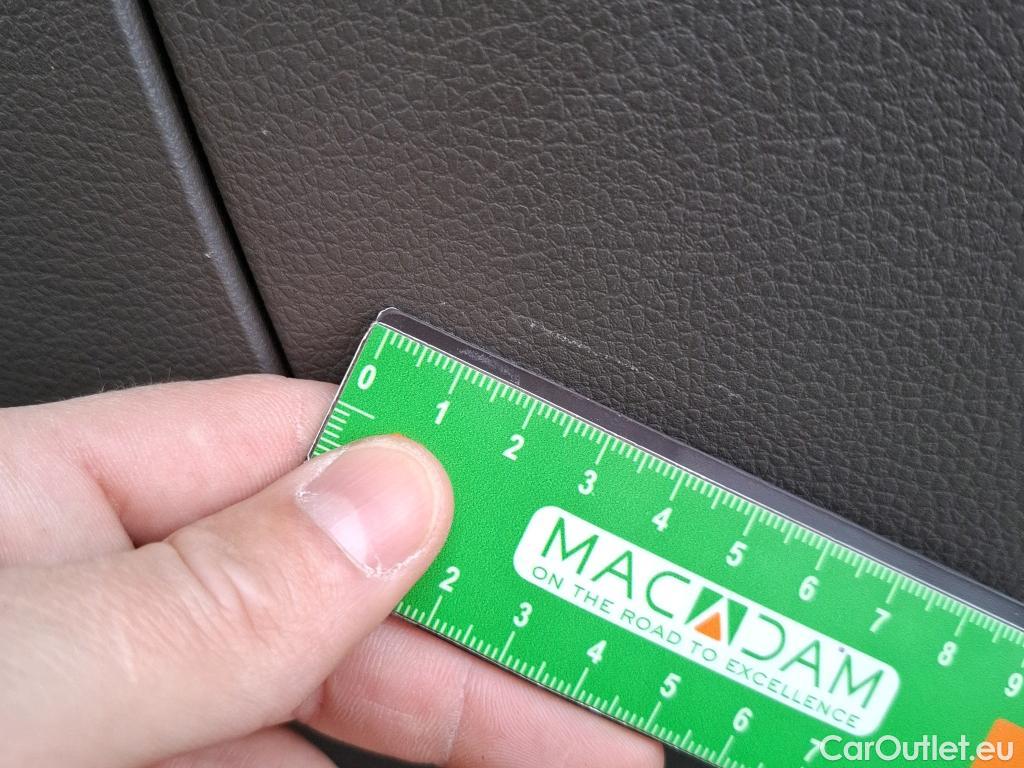 0 1 2 3 4 5 6 7 8 9
MACADAM
ON THE ROAD TO EXCELLENCE
2 3 4 5 6 7
CarOutlet.eu